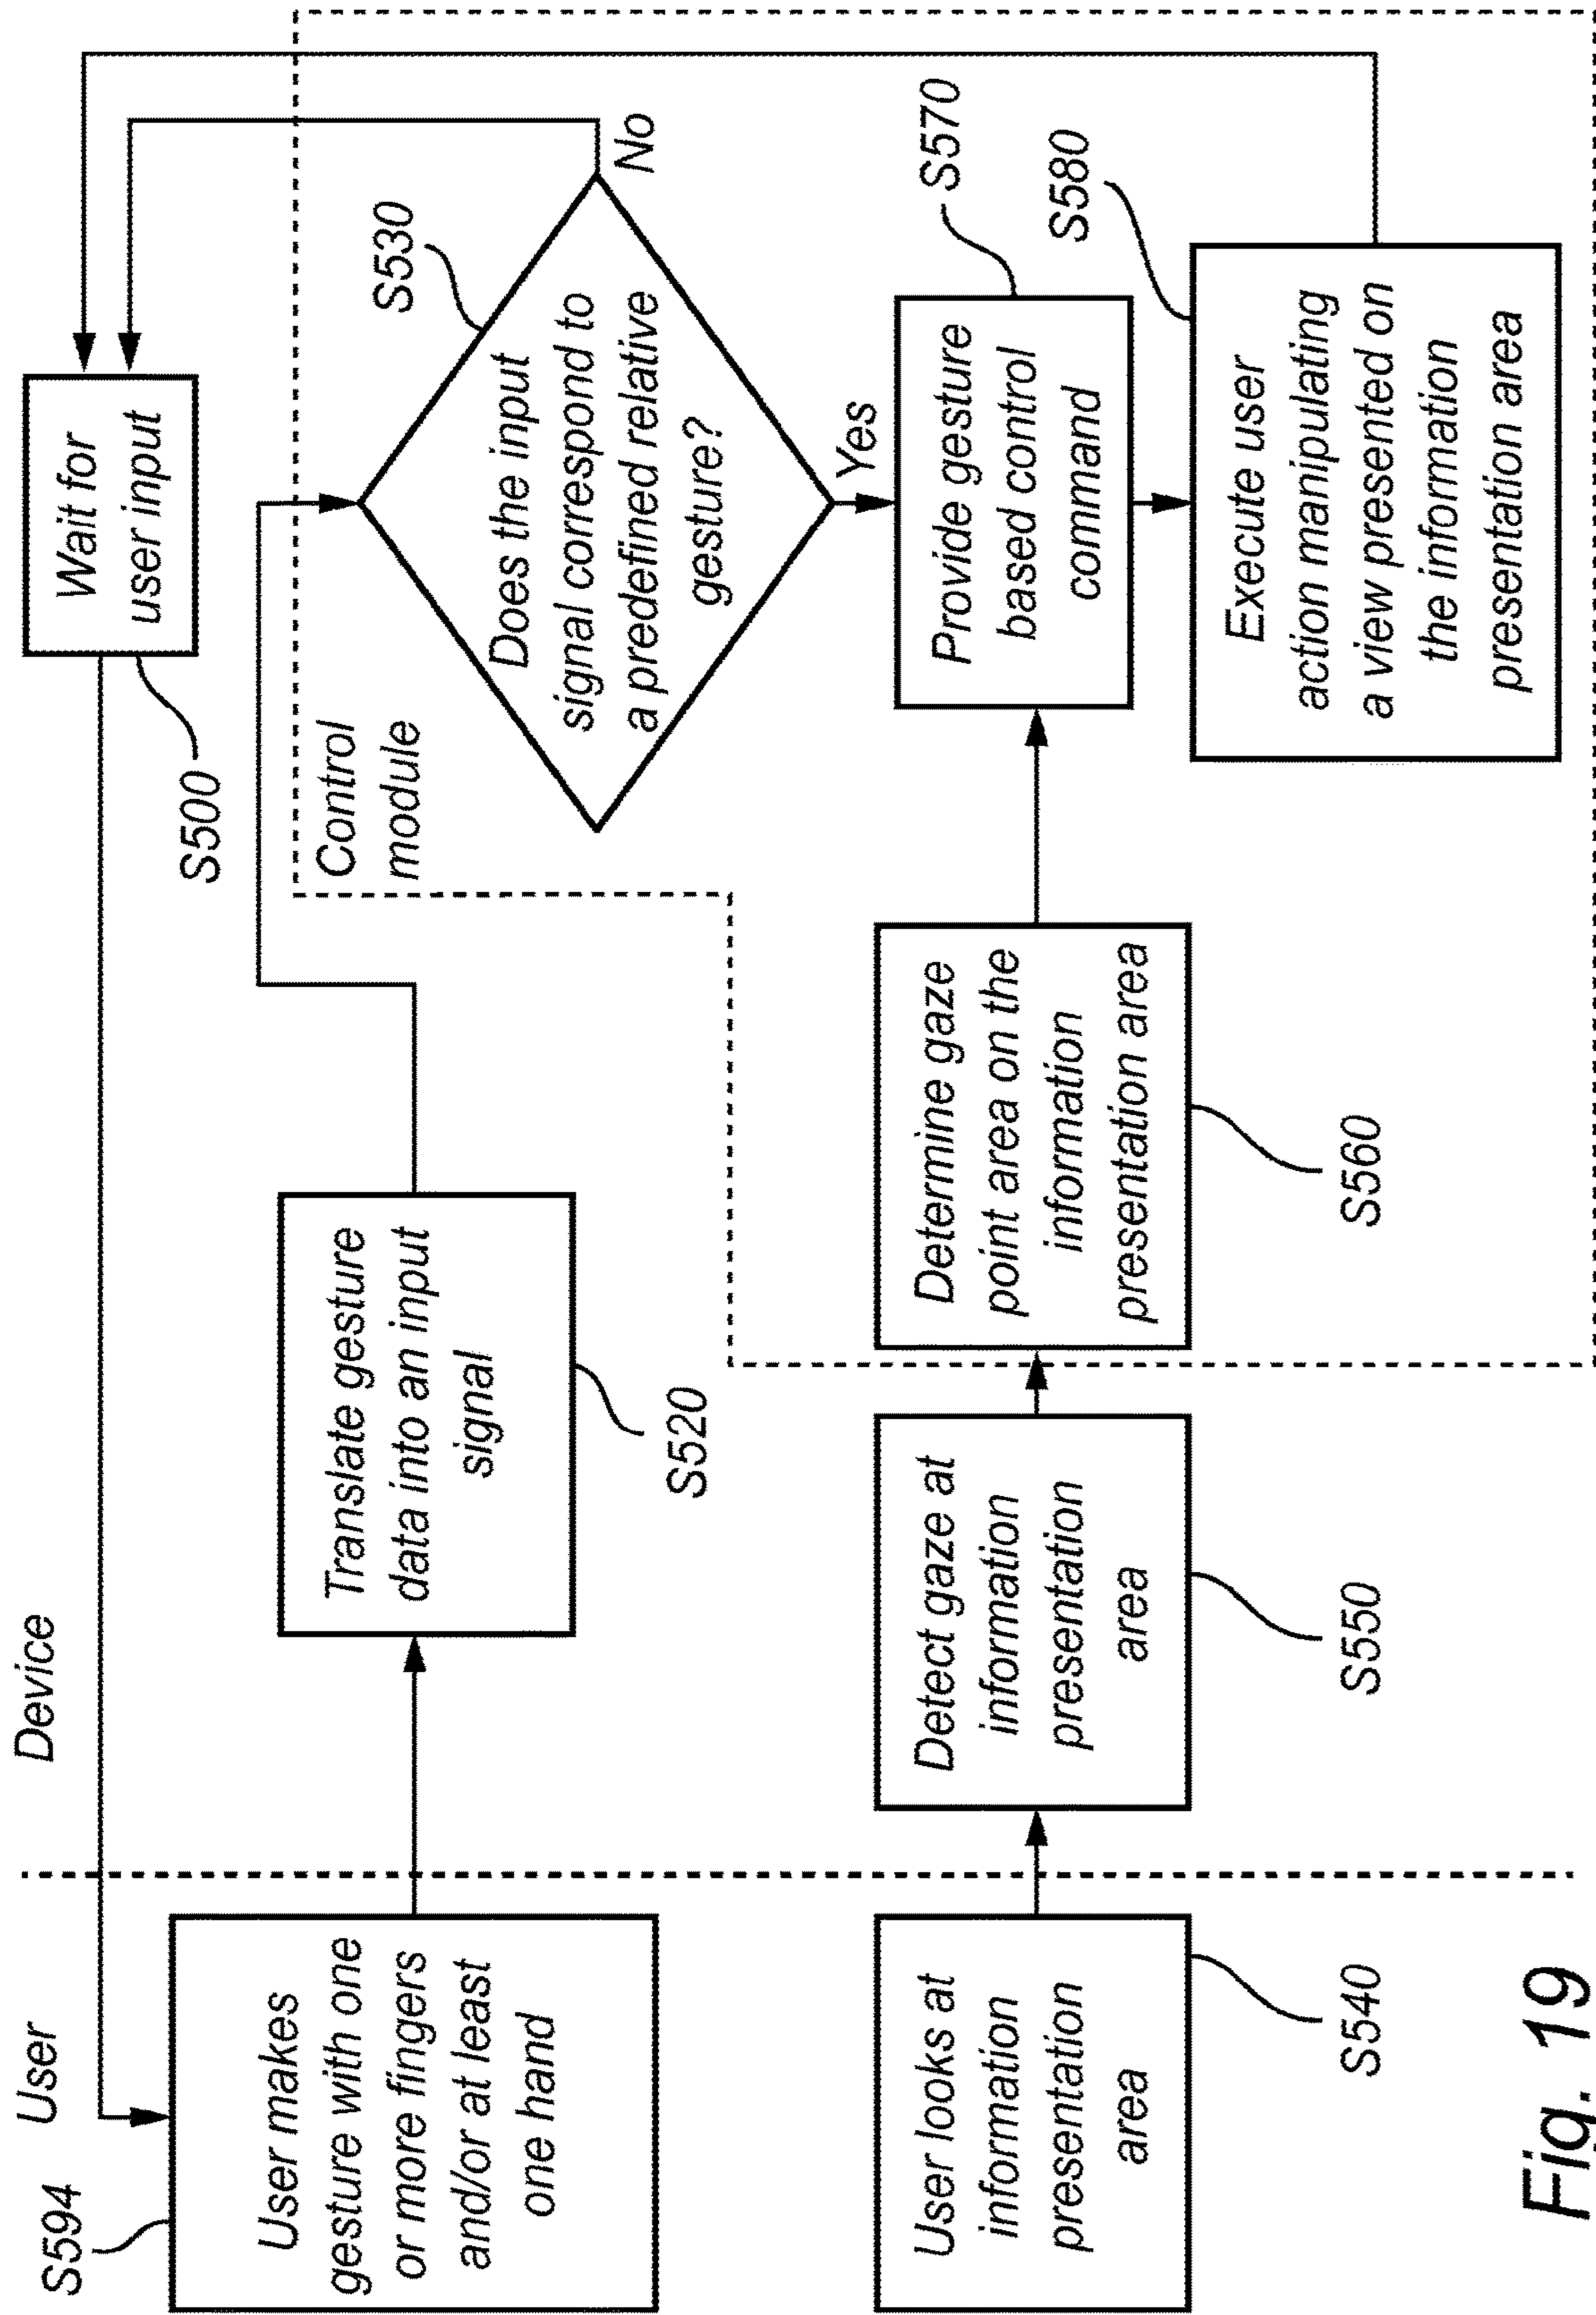 User
Device
S594
User makes
gesture with one
or more fingers
and/or at least
one hand
Wait for
user input
S500
Translate gesture
data into an input
signal
S520
Control
module
Does the input
signal correspond to
a predefined relative
gesture?
S530
No
Yes
User looks at
information
presentation
area
S540
Detect gaze at
information
presentation
area
S550
Determine gaze
point area on the
information
presentation area
S560
Provide gesture
based control
command
S570
Execute user
action manipulating
a view presented on
the information
presentation area
S580
Fig. 19